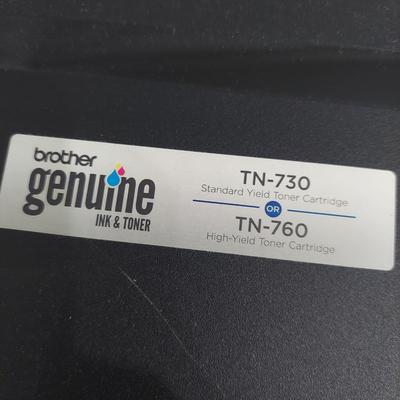 brother
genuine
INK & TONER
TN-730
Standard Yield Toner Cartridge
OR
TN-760
High-Yield Toner Cartridge